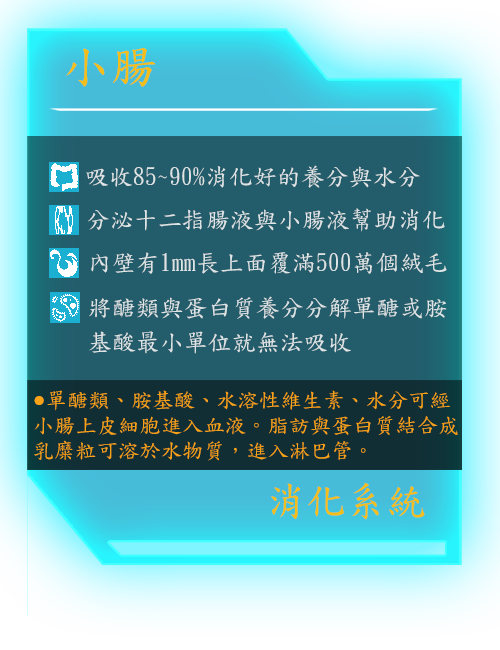 小腸
吸收85~90%消化好的養分與水分
分泌十二指腸液與小腸液幫助消化
內壁有1mm長上面覆滿500萬個絨毛
將醣類與蛋白質養分分解單醣或胺
基酸最小單位就無法吸收
●單醣類、胺基酸、水溶性維生素、水分可經
小腸上皮細胞進入血液。脂訪與蛋白質結合成
乳糜粒可溶於水物質，進入淋巴管。
消化系統